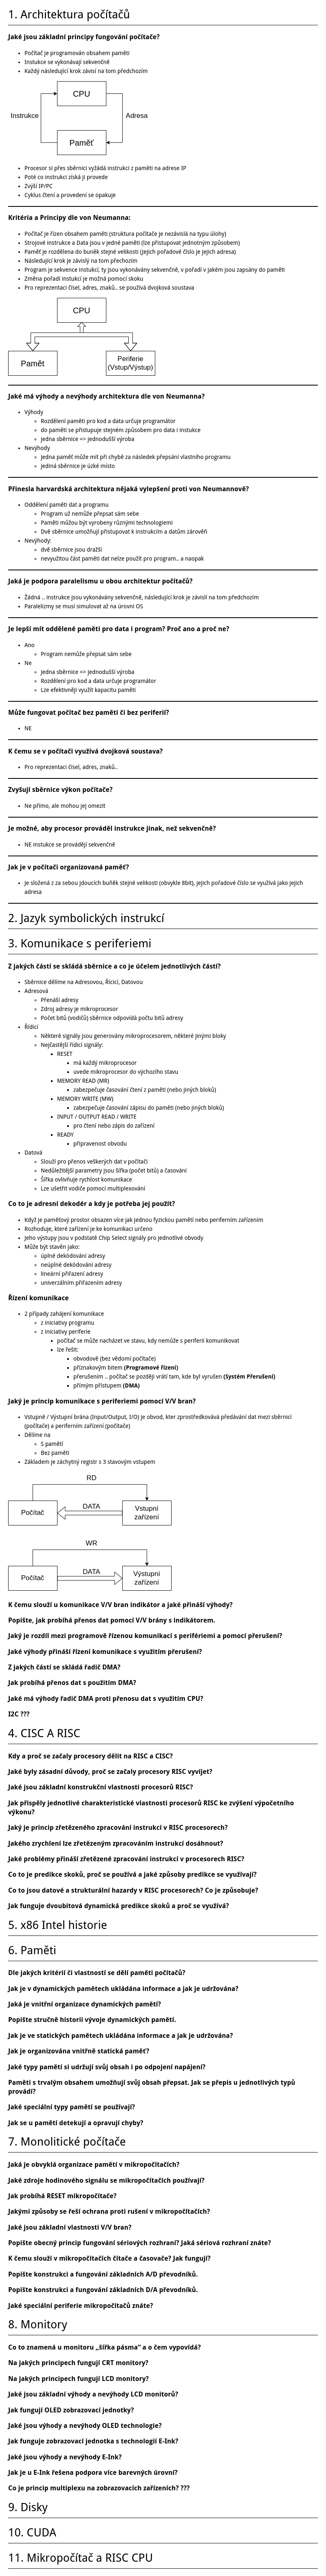 1. Architektura počítačů
Jaké jsou základní principy fungování počítače?
Počítač je programován obsahem paměti
Instukce se vykonávají sekvenčně
Každý následující krok závisí na tom předchozím
CPU
Instrukce
Adresa
Paměť
Procesor si přes sběrnici vyžádá instrukci z paměti na adrese IP
Poté co instrukci získá ji provede
Zvýší IP/PC
Cyklus čtení a provedení se opakuje
Kritéria a Principy dle von Neumanna:
Počítač je řízen obsahem paměti (struktura počítače je nezávislá na typu úlohy)
Strojové instrukce a Data jsou v jedné paměti (lze přistupovat jednotným způsobem)
Paměť je rozdělena do buněk stejné velikosti (jejich pořadové číslo je jejich adresa)
Následující krok je závislý na tom přechozím
Program je sekvence instukcí, ty jsou vykonávány sekvenčně, v pořadí v jakém jsou zapsány do paměti
Změna pořadí instukcí je možná pomocí skoku
Pro reprezentaci čísel, adres, znaků.. se používá dvojková soustava
CPU
Pamět
Periferie
(Vstup/Výstup)
Jaké má výhody a nevýhody architektura dle von Neumanna?
Výhody
Rozdělení paměti pro kod a data určuje programátor
do paměti se přistupuje stejném způsobem pro data i instukce
jedna sběrnice => jednodušší výroba
Nevýhody
jedna paměť může mít při chybě za následek přepsání vlastního programu
jediná sběrnice je úzké místo
Přinesla harvardská architektura nějaká vylepšení proti von Neumannově?
Oddělení paměti dat a programu
Program už nemůže přepsat sám sebe
Paměti můžou být vyrobeny různými technologiemi
Dvě sběrnice umožňují přistupovat k instrukcím a datům zárověň
Nevýhody:
dvě sběrnice jsou dražší
nevyužitou část paměti dat nelze použít pro program.. a naopak
Jaká je podpora paralelismu u obou architektur počítačů?
Žádná .. instrukce jsou vykonávány sekvenčně, následující krok je závislí na tom předchozím
Paralelizmy se musí simulovat až na úrovni OS
Je lepší mít oddělené paměti pro data i program? Proč ano a proč ne?
Ano
Program nemůže přepsat sám sebe
Ne
Jedna sběrnice => jednodušší výroba
Rozdělení pro kod a data určuje programátor
Lze efektivněji využít kapacitu paměti
Může fungovat počítač bez paměti či bez periferií?
NE
K čemu se v počítači využívá dvojková soustava?
Pro reprezentaci čísel, adres, znaků..
Zvyšují sběrnice výkon počítače?
Ne přímo, ale mohou jej omezit
Je možné, aby procesor prováděl instrukce jinak, než sekvenčně?
NE instukce se provádějí sekvenčně
Jak je v počítači organizovaná paměť?
Je složená z za sebou jdoucích buňěk stejné velikosti (obvykle 8bit), jejich pořadové číslo se využívá jako jejich
adresa
2. Jazyk symbolických instrukcí
3. Komunikace s periferiemi
Z jakých částí se skládá sběrnice a co je účelem jednotlivých částí?
Sběrnice dělíme na Adresovou, Řícicí, Datovou
Adresová
Přenáší adresy
Zdroj adresy je mikroprocesor
Počet bitů (vodičů) sběrnice odpovídá počtu bitů adresy
Řídicí
Některé signály jsou generovány mikroprocesorem, některé jinými bloky
Nejčastější řídicí signály:
RESET
má každý mikroprocesor
uvede mikroprocesor do výchozího stavu
MEMORY READ (MR)
zabezpečuje časování čtení z paměti (nebo jiných bloků)
MEMORY WRITE (MW)
zabezpečuje časování zápisu do paměti (nebo jiných bloků)
INPUT / OUTPUT READ / WRITE
pro čtení nebo zápis do zařízení
READY
připravenost obvodu
Datová
Slouží pro přenos veškerých dat v počítači
Nedůležitější parametry jsou šířka (počet bitů) a časování
Šířka ovlivňuje rychlost komunikace
Lze ušetřit vodiče pomocí multiplexování
Co to je adresní dekodér a kdy je potřeba jej použít?
Když je paměťový prostor obsazen více jak jednou fyzickou pamětí nebo periferním zařízením
Rozhoduje, které zařízení je ke komunikaci určeno
Jeho výstupy jsou v podstatě Chip Select signály pro jednotlivé obvody
Může být stavěn jako:
úplné dekódování adresy
neúplné dekódování adresy
lineární přiřazení adresy
univerzálním přiřazením adresy
Řízení komunikace
2 případy zahájení komunikace
z iniciativy programu
z iniciativy periferie
počítač se může nacházet ve stavu, kdy nemůže s periferií komunikovat
lze řešit:
obvodově (bez vědomí počítače)
příznakovým bitem (Programové řízení)
přerušením .. počítač se později vrátí tam, kde byl vyrušen (Systém Přerušení)
přímým přístupem (DMA)
Jaký je princip komunikace s periferiemi pomocí V/V bran?
Vstupně / Výstupní brána (Input/Output, I/O) je obvod, kter zprostředkovává předávání dat mezi sběrnicí
(počítače) a periferním zařízení (počítače)
Dělíme na
S pamětí
Bez paměti
Základem je záchytný registr s 3 stavovým vstupem
RD
Počítač
DATA
Vstupní
zařízení
WR
Počítač
DATA
Výstupní
zařízení
K čemu slouží u komunikace V/V bran indikátor a jaké přináší výhody?
Popište, jak probíhá přenos dat pomocí V/V brány s indikátorem.
Jaký je rozdíl mezi programově řízenou komunikací s perifériemi a pomocí přerušení?
Jaké výhody přináší řízení komunikace s využitím přerušení?
Z jakých částí se skládá řadič DMA?
Jak probíhá přenos dat s použitím DMA?
Jaké má výhody řadič DMA proti přenosu dat s využitím CPU?
I2C ???
4. CISC A RISC
Kdy a proč se začaly procesory dělit na RISC a CISC?
Jaké byly zásadní důvody, proč se začaly procesory RISC vyvíjet?
Jaké jsou základní konstrukční vlastnosti procesorů RISC?
Jak přispěly jednotlivé charakteristické vlastnosti procesorů RISC ke zvýšení výpočetního
výkonu?
Jaký je princip zřetězeného zpracování instrukcí v RISC procesorech?
Jakého zrychlení lze zřetězeným zpracováním instrukcí dosáhnout?
Jaké problémy přináší zřetězené zpracování instrukcí v procesorech RISC?
Co je predikce skoků, proč se používá a jaké způsoby predikce se využívají?
Co to jsou datové a strukturální hazardy v RISC procesorech? Co je způsobuje?
Jak funguje dvoubitová dynamická predikce skoků a proč se využívá?
5. x86 Intel historie
6. Paměti
Dle jakých kritérií či vlastností se dělí paměti počítačů?
Jak je v dynamických pamětech ukládána informace a jak je udržována?
Jaká je vnitřní organizace dynamických pamětí?
Popište stručně historii vývoje dynamických pamětí.
Jak je ve statických pamětech ukládána informace a jak je udržována?
Jak je organizována vnitřně statická paměť?
Jaké typy pamětí si udržují svůj obsah i po odpojení napájení?
Paměti s trvalým obsahem umožňují svůj obsah přepsat. Jak se přepis u jednotlivých typů
provádí?
Jaké speciální typy pamětí se používají?
Jak se u pamětí detekují a opravují chyby?
7. Monolitické počítače
Jaká je obvyklá organizace pamětí v mikropočítačích?
Jaké zdroje hodinového signálu se mikropočítačích používají?
Jak probíhá RESET mikropočítače?
Jakými způsoby se řeší ochrana proti rušení v mikropočítačích?
Jaké jsou základní vlastnosti V/V bran?
Popište obecný princip fungování sériových rozhraní? Jaká sériová rozhraní znáte?
K čemu slouží v mikropočítačích čítače a časovače? Jak fungují?
Popište konstrukci a fungování základních A/D převodníků.
Popište konstrukci a fungování základních D/A převodníků.
Jaké speciální periferie mikropočítačů znáte?
8. Monitory
Co to znamená u monitorů „šířka pásma“ a o čem vypovídá?
Na jakých principech fungují CRT monitory?
Na jakých principech fungují LCD monitory?
Jaké jsou základní výhody a nevýhody LCD monitorů?
Jak fungují OLED zobrazovací jednotky?
Jaké jsou výhody a nevýhody OLED technologie?
Jak funguje zobrazovací jednotka s technologií E-Ink?
Jaké jsou výhody a nevýhody E-Ink?
Jak je u E-Ink řešena podpora více barevných úrovní?
Co je princip multiplexu na zobrazovacích zařízeních? ???
9. Disky
10. CUDA
11. Mikropočítač a RISC CPU